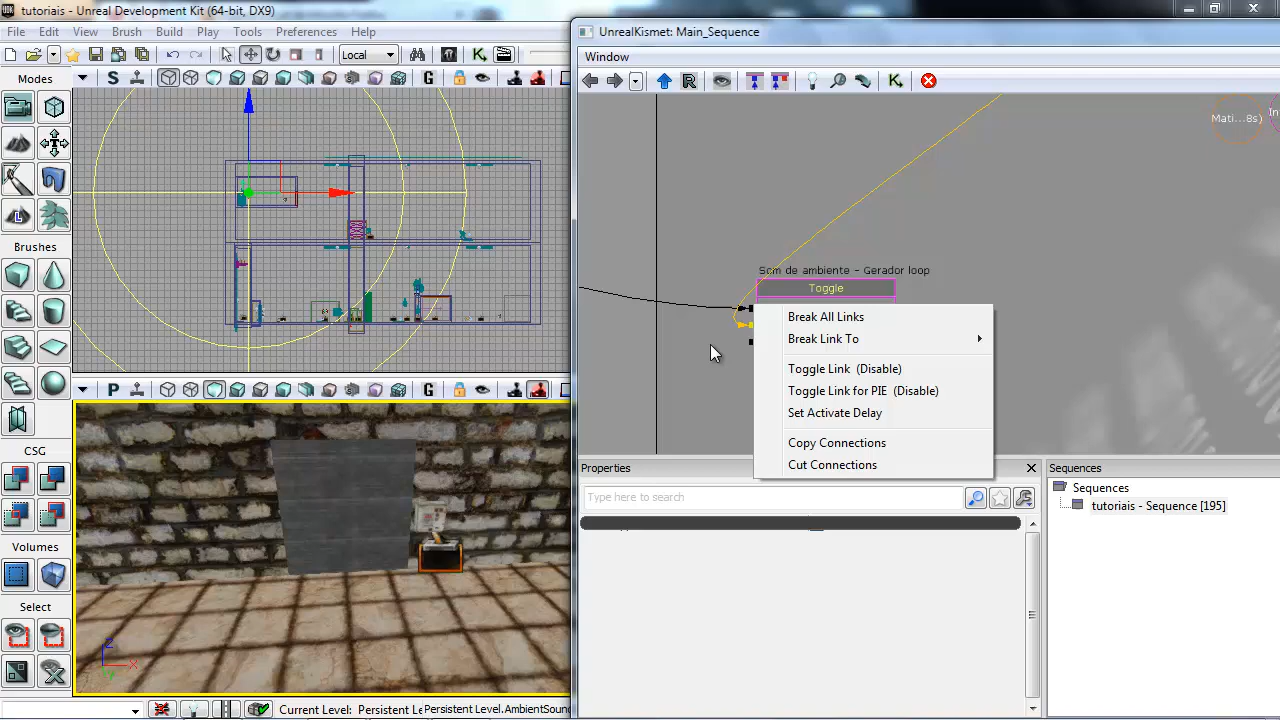 tutoriais - Unreal Development Kit (64-bit, DX9)
File Edit View Brush Build Play Tools Preferences Help
Local
Modes
Brushes
CSG
Volumes
Select
S
G
P
G
Z
X
Y
Current Level: Persistent Le
Persistent Level.AmbientSound
UnrealKismet: Main_Sequence
Window
Mati...8s)
In
Som de ambiente - Gerador loop
Toggle
Break All Links
Break Link To
Toggle Link (Disable)
Toggle Link for PIE (Disable)
Set Activate Delay
Copy Connections
Cut Connections
Properties
Type here to search
Sequences
Sequences
tutoriais - Sequence [195]